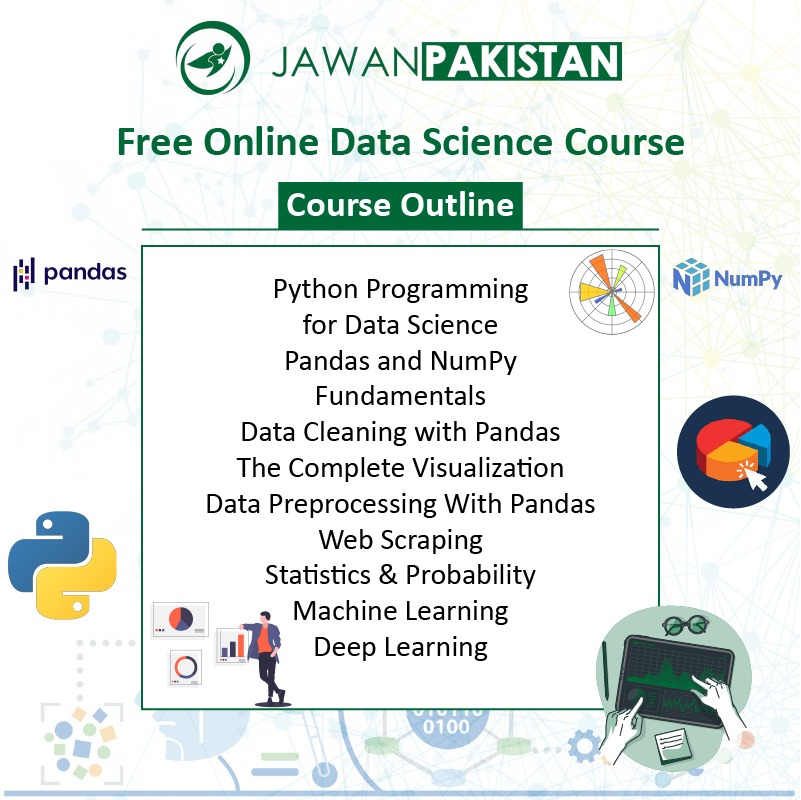 JAWANPAKISTAN
Free Online Data Science Course
Course Outline
pandas
NumPy
Python Programming
for Data Science
Pandas and NumPy
Fundamentals
Data Cleaning with Pandas
The Complete Visualization
Data Preprocessing With Pandas
Web Scraping
Statistics & Probability
Machine Learning
Deep Learning
0100